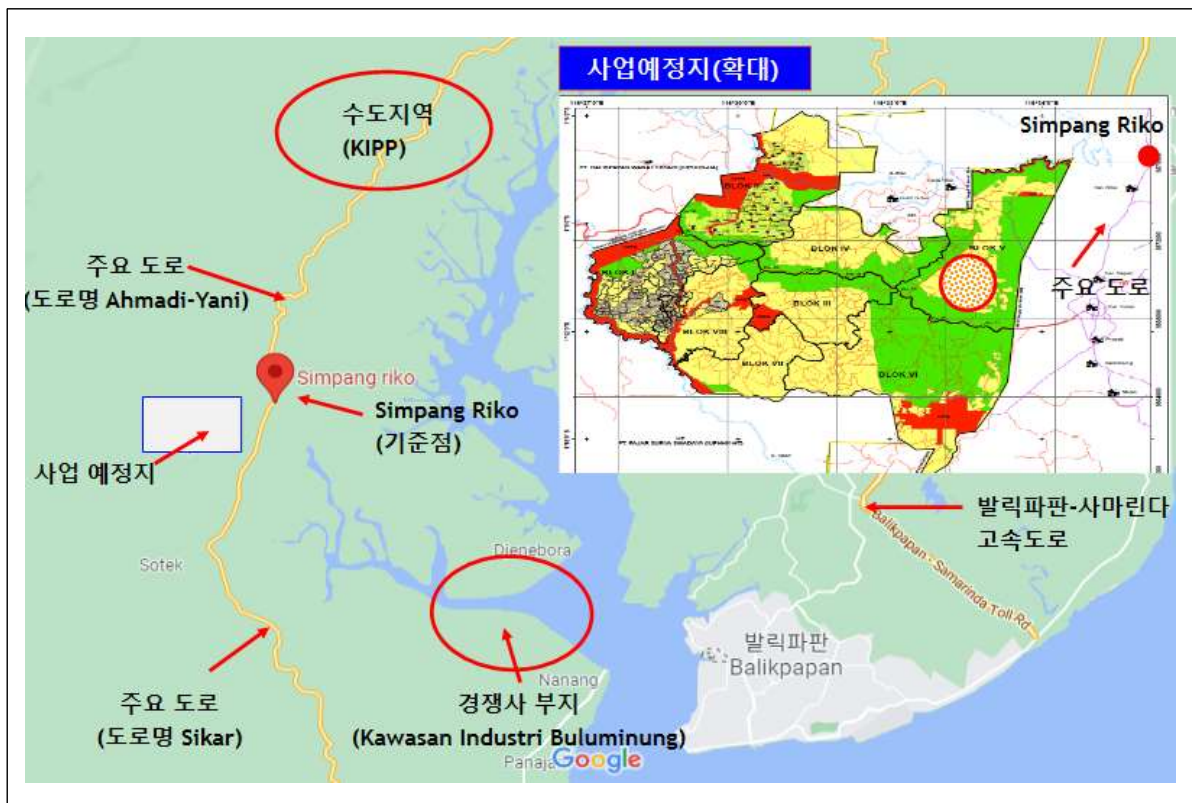 사업예정지(확대)
수도지역
(KIPP)
Simpang Riko
BLOK IV
BLOK V
BLOK III
BLOK VIII
BLOK VII
BLOK VI
주요 도로
주요 도로
(도로명 Ahmadi-Yani)
Simpang riko
Simpang Riko
(기준점)
사업 예정지
발릭파판-사마린다
고속도로
Balikpapan - Samarinda Toll Rd
Dienebora
Sotek
발릭파판
Balikpapan
Nanang
주요 도로
(도로명 Sikar)
경쟁사 부지
(Kawasan Industri Buluminung)
Panaja
Google